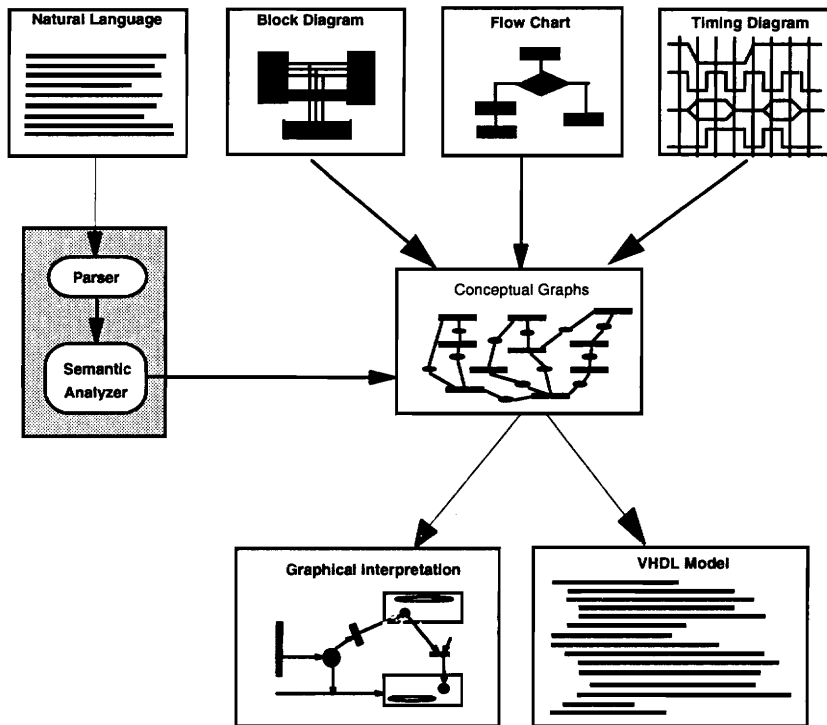 Natural Language
Block Diagram
Flow Chart
Timing Diagram
Parser
Semantic
Analyzer
Conceptual Graphs
Graphical Interpretation
VHDL Model